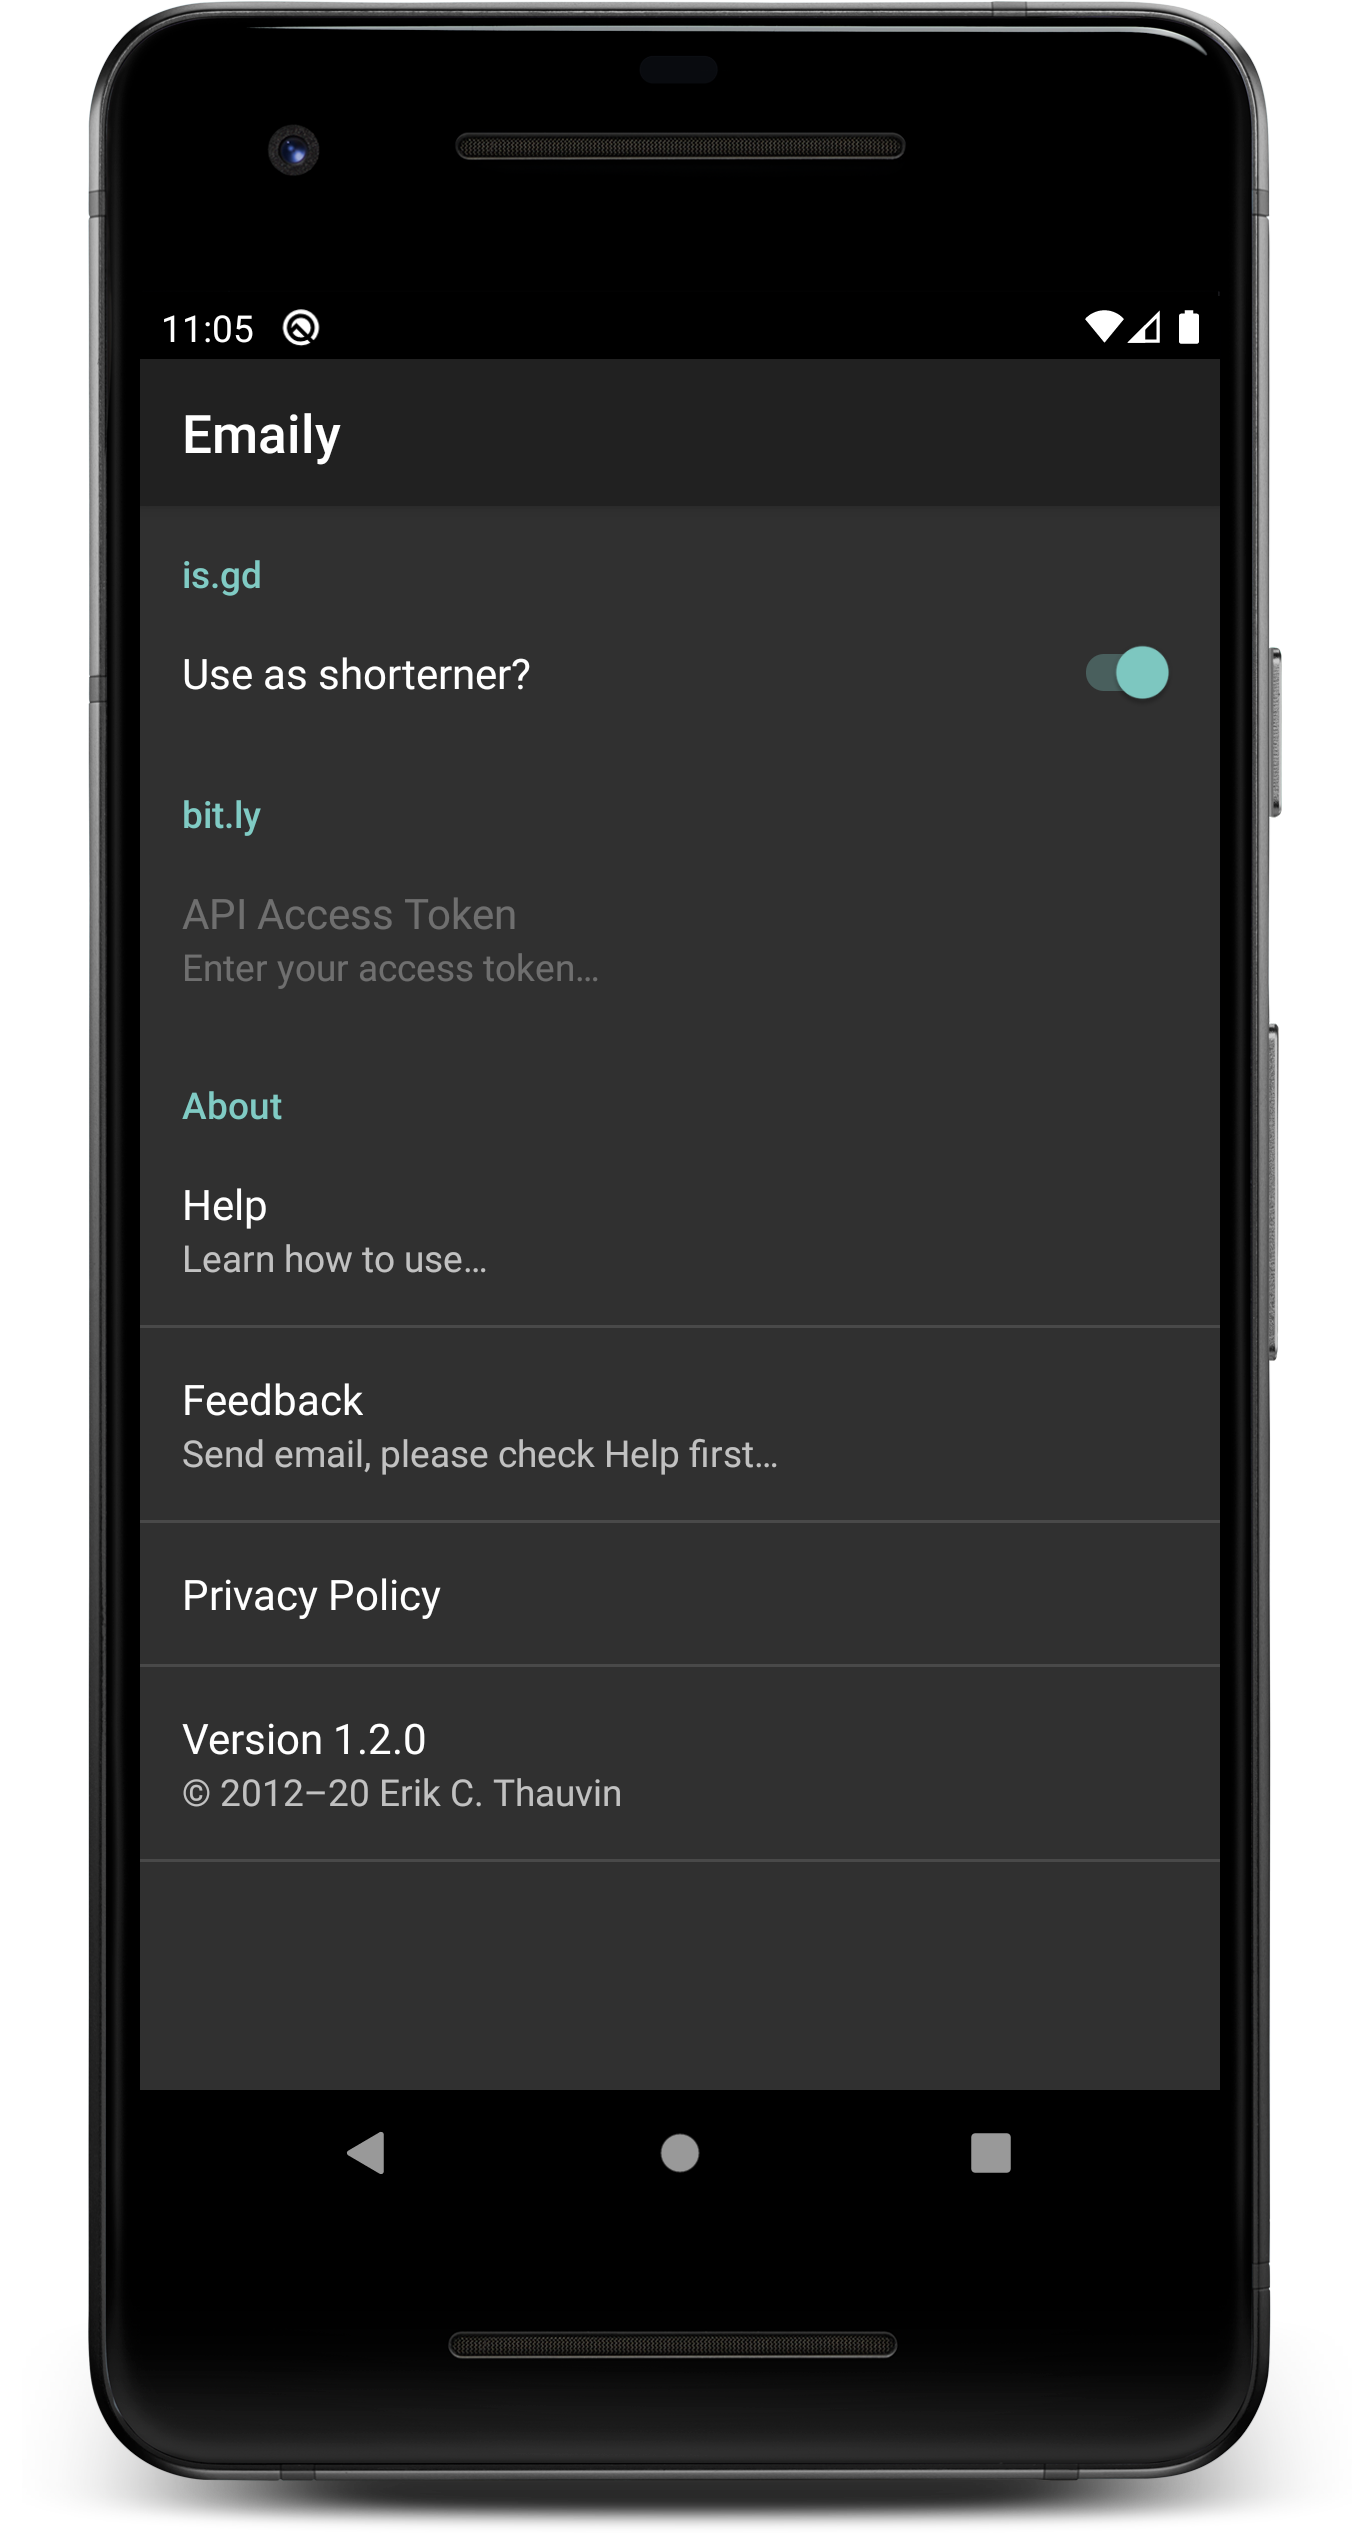 11:05
Emaily
is.gd
Use as shorterner?
bit.ly
API Access Token
Enter your access token…
About
Help
Learn how to use…
Feedback
Send email, please check Help first…
Privacy Policy
Version 1.2.0
© 2012–20 Erik C. Thauvin